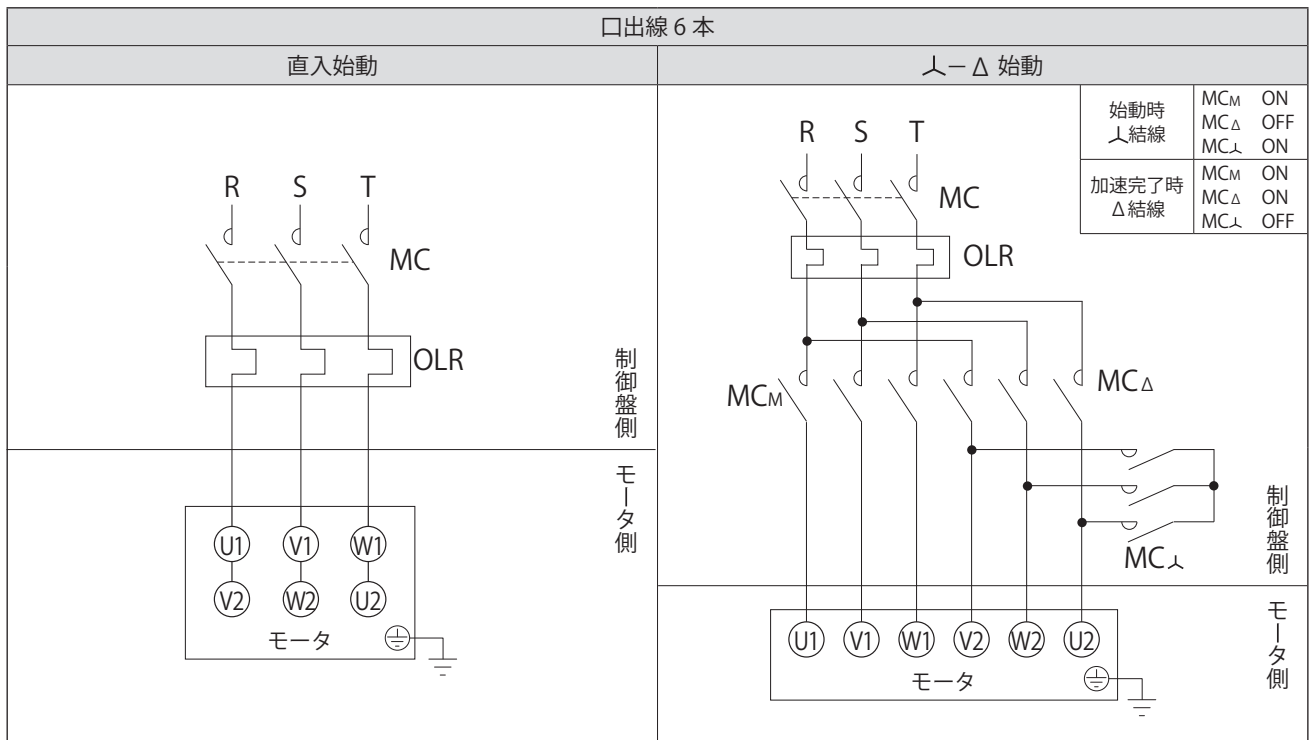 口出線 6 本
直入始動
R S T
MC
OLR
制御盤側
モータ側
U1 V1 W1
V2 W2 U2
モータ
人− Δ 始動
始動時
人結線
MCM ON
MCΔ OFF
MC人 ON
加速完了時
Δ結線
MCM ON
MCΔ ON
MC人 OFF
R S T
MC
OLR
MCM
MCΔ
MC人
制御盤側
モータ側
U1 V1 W1 V2 W2 U2
モータ